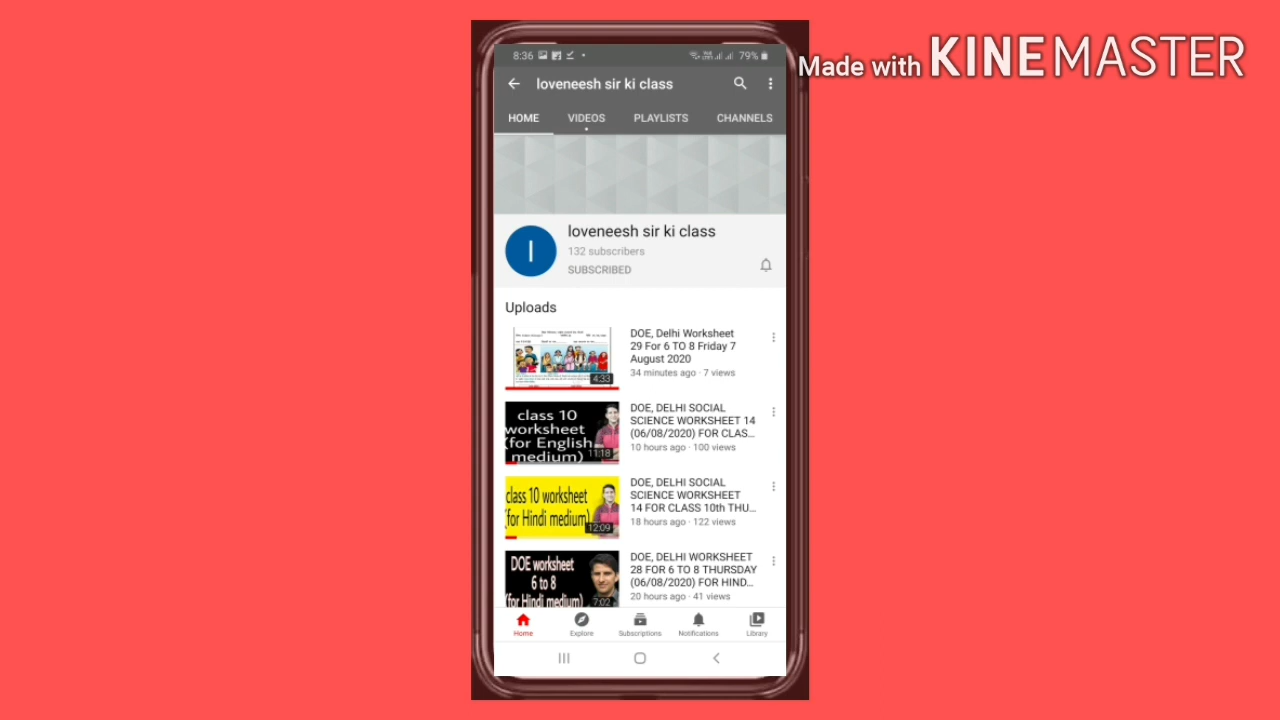 Made with KINEMASTER
8:36
79%
loveneesh sir ki class
HOME VIDEOS PLAYLISTS CHANNELS
l
loveneesh sir ki class
132 subscribers
SUBSCRIBED
Uploads
4:33
DOE, Delhi Worksheet
29 For 6 TO 8 Friday 7
August 2020
34 minutes ago · 7 views
class 10
worksheet
(for English
medium)
11:18
DOE, DELHI SOCIAL
SCIENCE WORKSHEET 14
(06/08/2020) FOR CLAS...
10 hours ago · 100 views
class 10 worksheet
(for Hindi medium)
12:09
DOE, DELHI SOCIAL
SCIENCE WORKSHEET
14 FOR CLASS 10th THU...
18 hours ago · 122 views
DOE worksheet
6 to 8
(for Hindi medium)
7:02
DOE, DELHI WORKSHEET
28 FOR 6 TO 8 THURSDAY
(06/08/2020) FOR HIND...
20 hours ago · 41 views
Home Explore Subscriptions Notifications Library